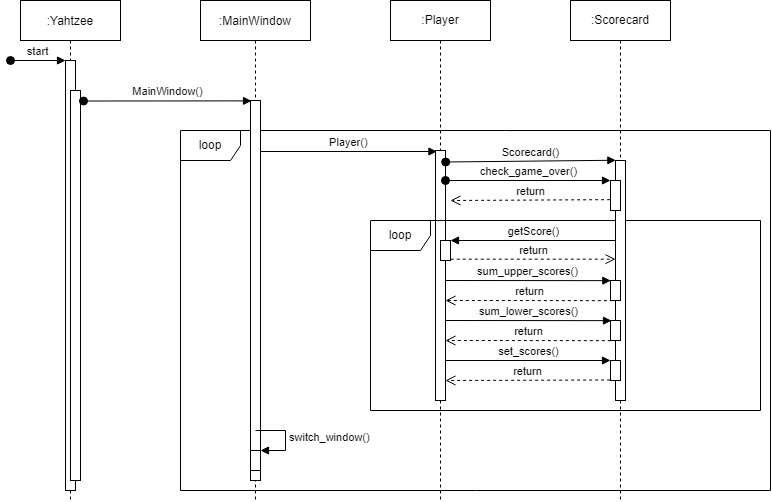 :Yahtzee
:MainWindow
:Player
:Scorecard
start
MainWindow()
loop
Player()
Scorecard()
check_game_over()
return
loop
getScore()
return
sum_upper_scores()
return
sum_lower_scores()
return
set_scores()
return
switch_window()